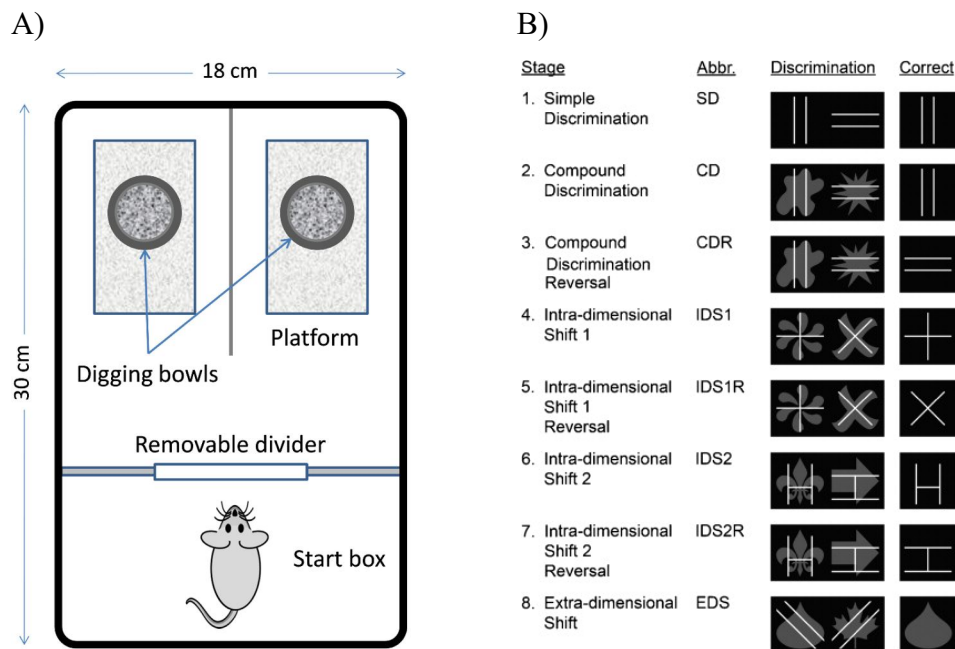 A)
18 cm
30 cm
Platform
Digging bowls
Removable divider
Start box
B)
Stage Abbr. Discrimination Correct
1. Simple SD
Discrimination
2. Compound CD
Discrimination
3. Compound CDR
Discrimination
Reversal
4. Intra-dimensional IDS1
Shift 1
5. Intra-dimensional IDS1R
Shift 1
Reversal
6. Intra-dimensional IDS2
Shift 2
7. Intra-dimensional IDS2R
Shift 2
Reversal
8. Extra-dimensional EDS
Shift